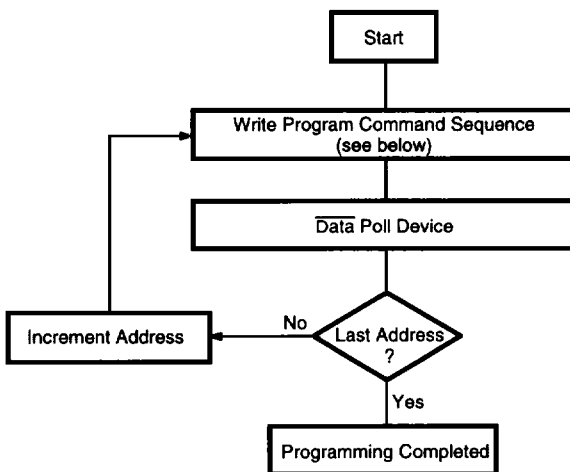 Start
Write Program Command Sequence
(see below)
Data Poll Device
No
Increment Address
Last Address
?
Yes
Programming Completed